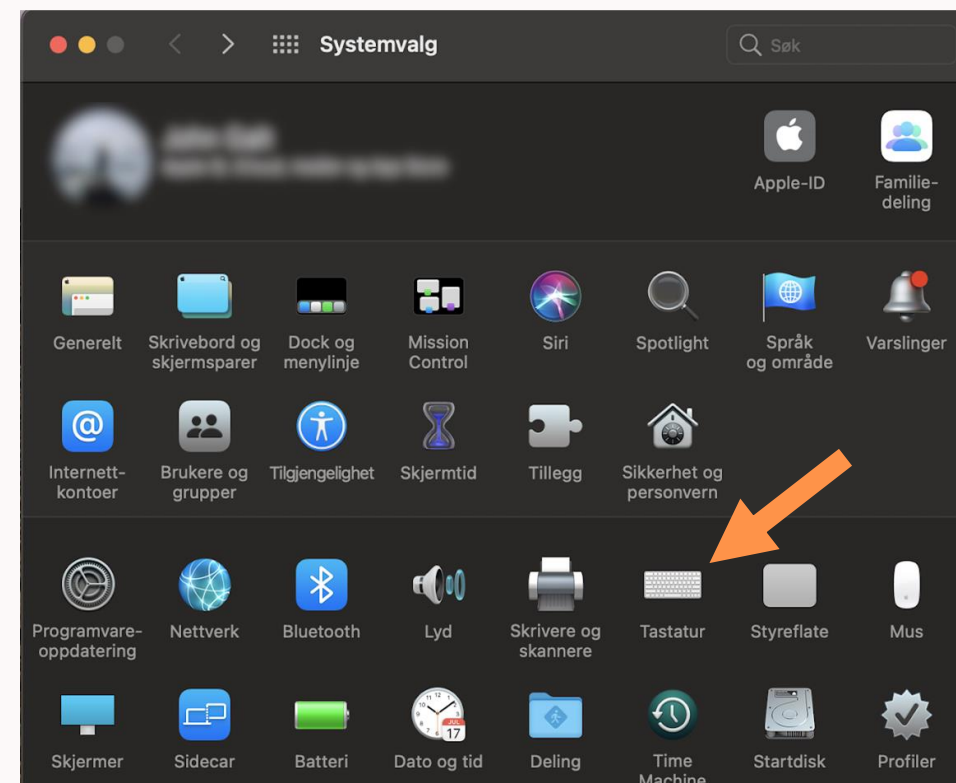 Systemvalg
Søk
Apple-ID
Familie-
deling
Generelt
Skrivebord og
skjermsparer
Dock og
menylinje
Mission
Control
Siri
Spotlight
Språk
og område
Varslinger
Internett-
kontoer
Brukere og
grupper
Tilgjengelighet
Skjermtid
Tillegg
Sikkerhet og
personvern
Programvare-
oppdatering
Nettverk
Bluetooth
Lyd
Skrivere og
skannere
Tastatur
Styreflate
Mus
Skjermer
Sidecar
Batteri
JUL
17
Dato og tid
Deling
Time
Machine
Startdisk
Profiler